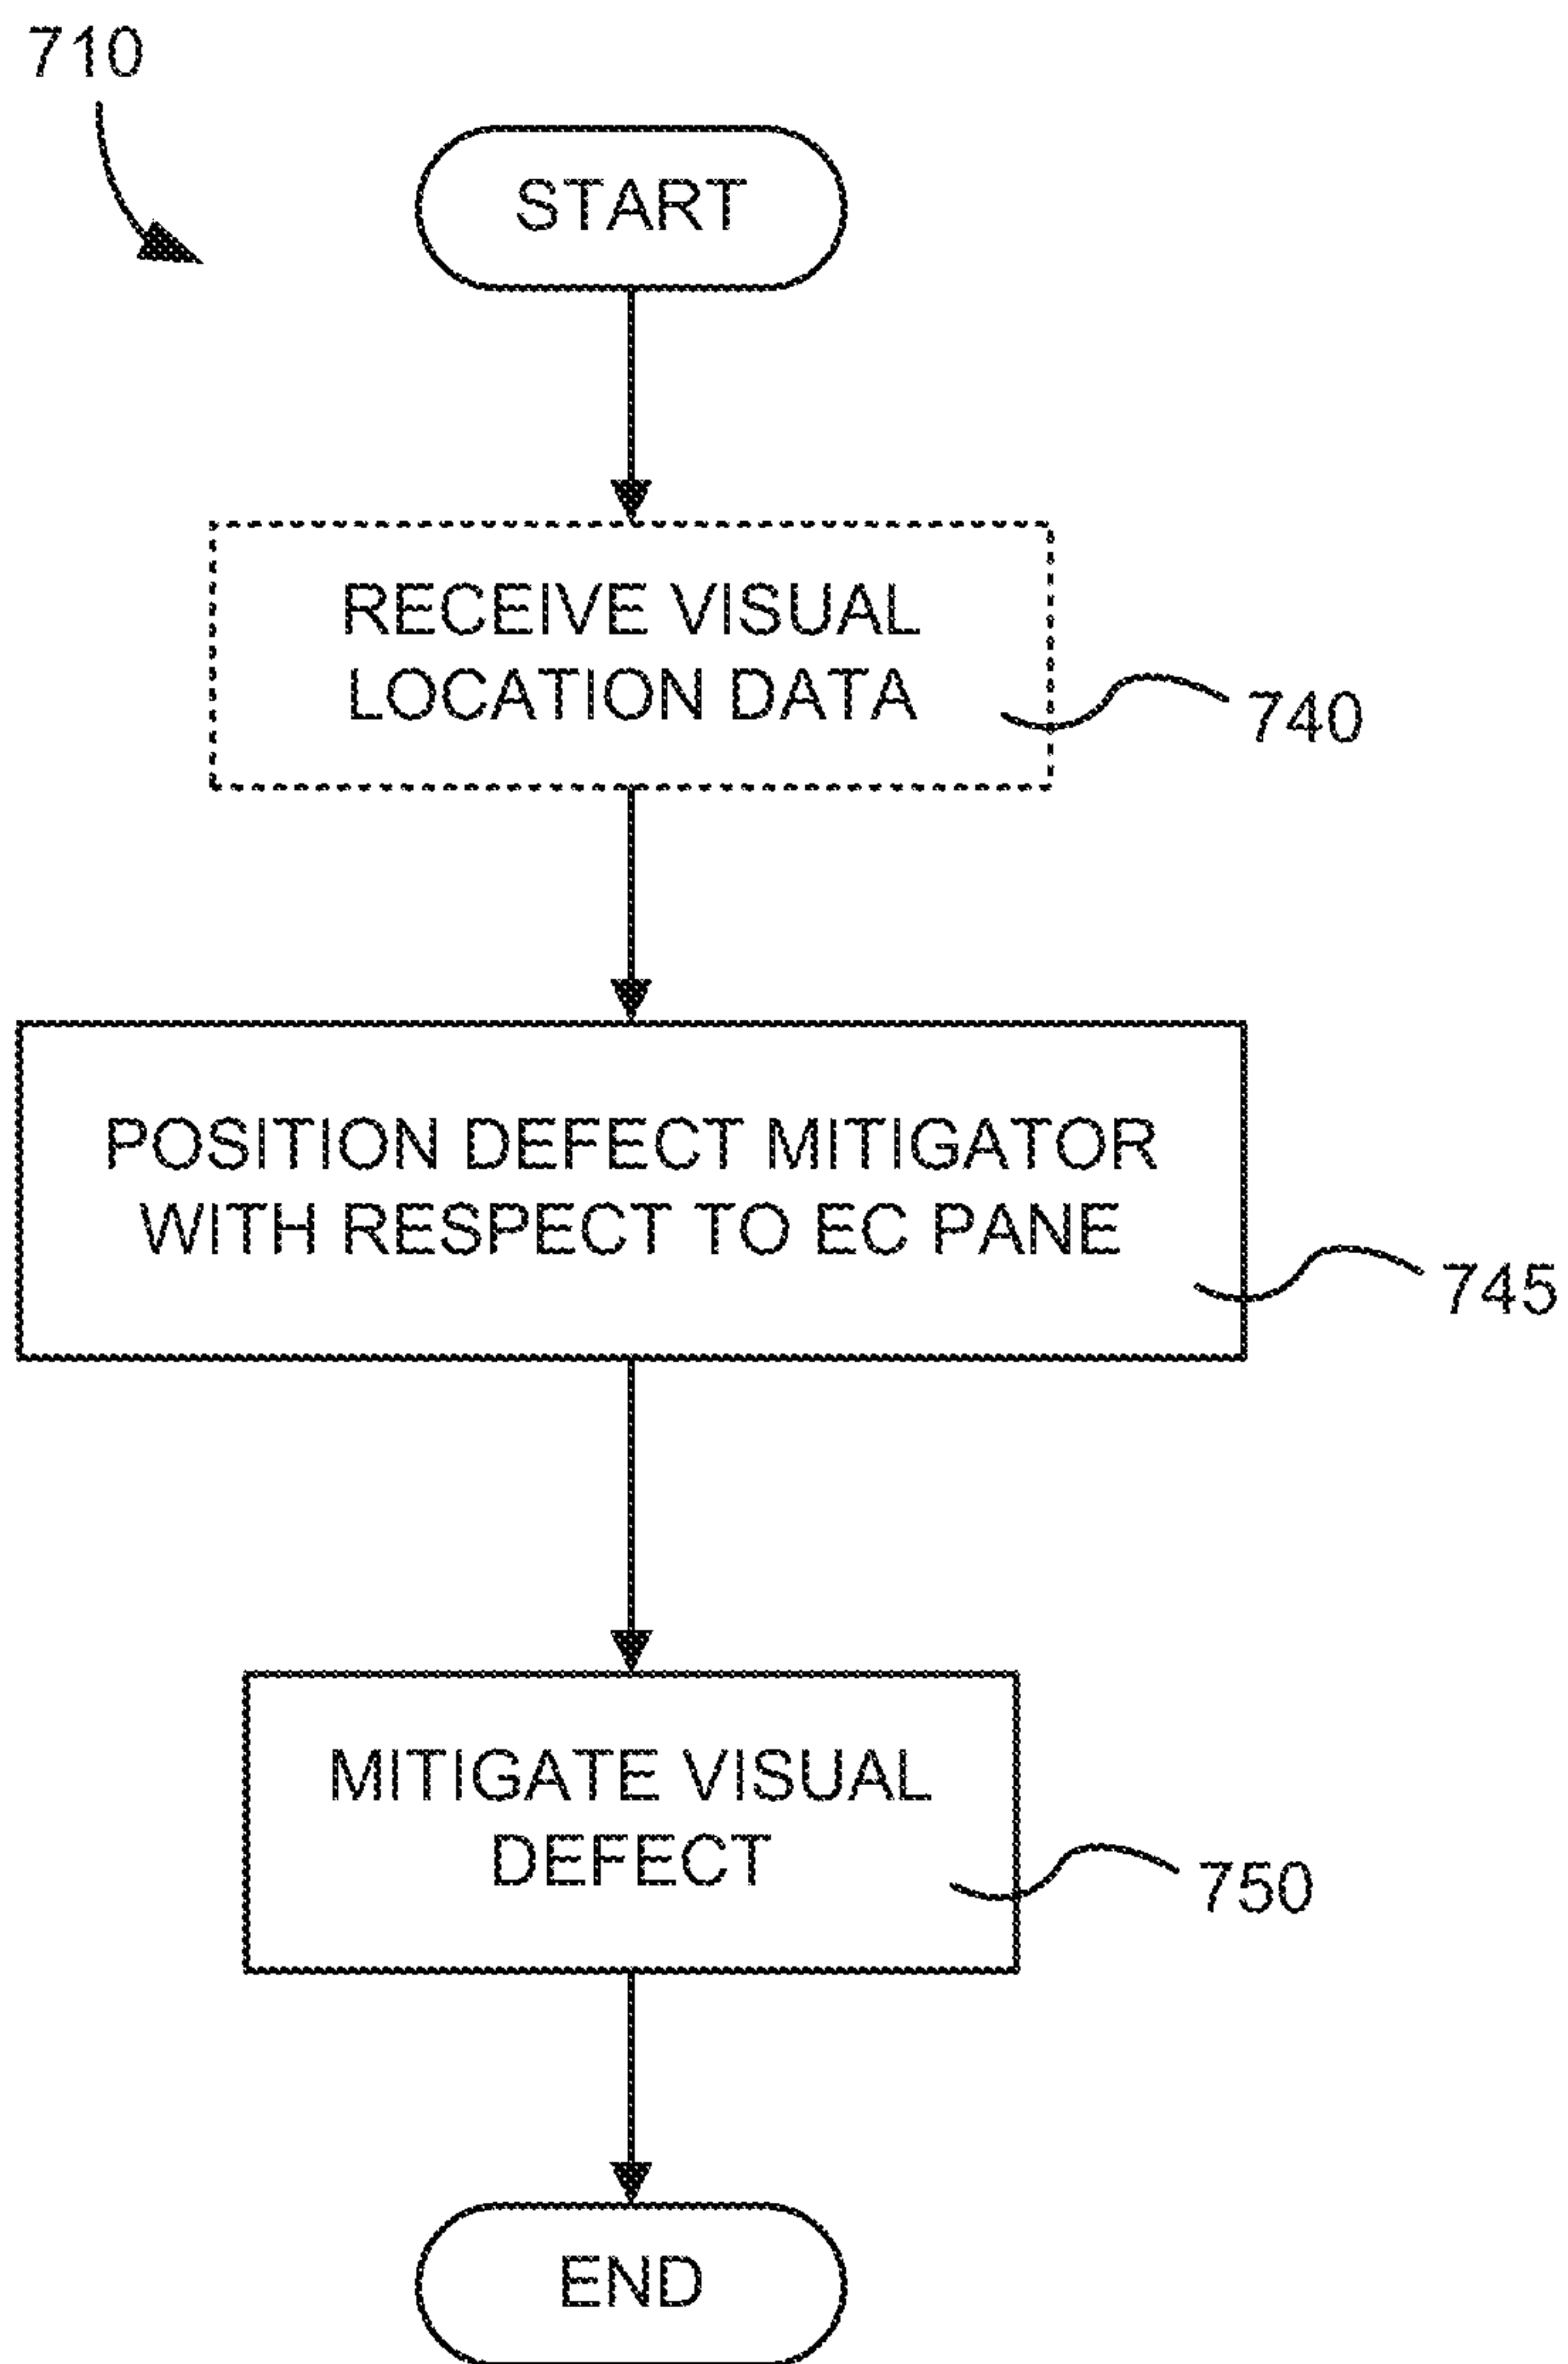 710
START
RECEIVE VISUAL
LOCATION DATA
740
POSITION DEFECT MITIGATOR
WITH RESPECT TO EC PANE
745
MITIGATE VISUAL
DEFECT
750
END